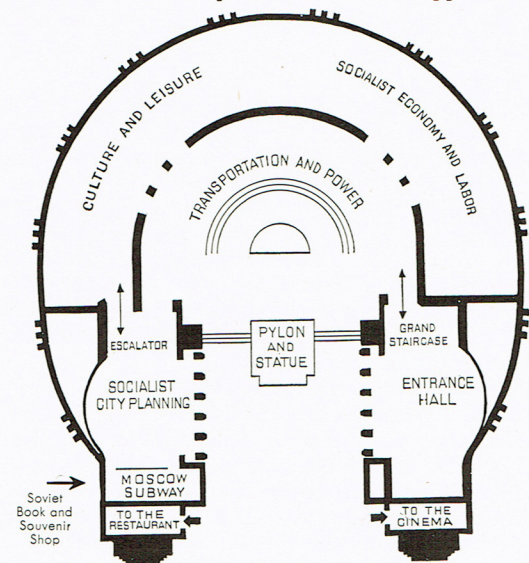 CULTURE AND LEISURE
SOCIALIST ECONOMY AND LABOR
TRANSPORTATION AND POWER
ESCALATOR
PYLON
AND
STATUE
GRAND
STAIRCASE
SOCIALIST
CITY PLANNING
ENTRANCE
HALL
MOSCOW
SUBWAY
Soviet
Book and
Souvenir
Shop
TO THE
RESTAURANT
TO THE
CINEMA